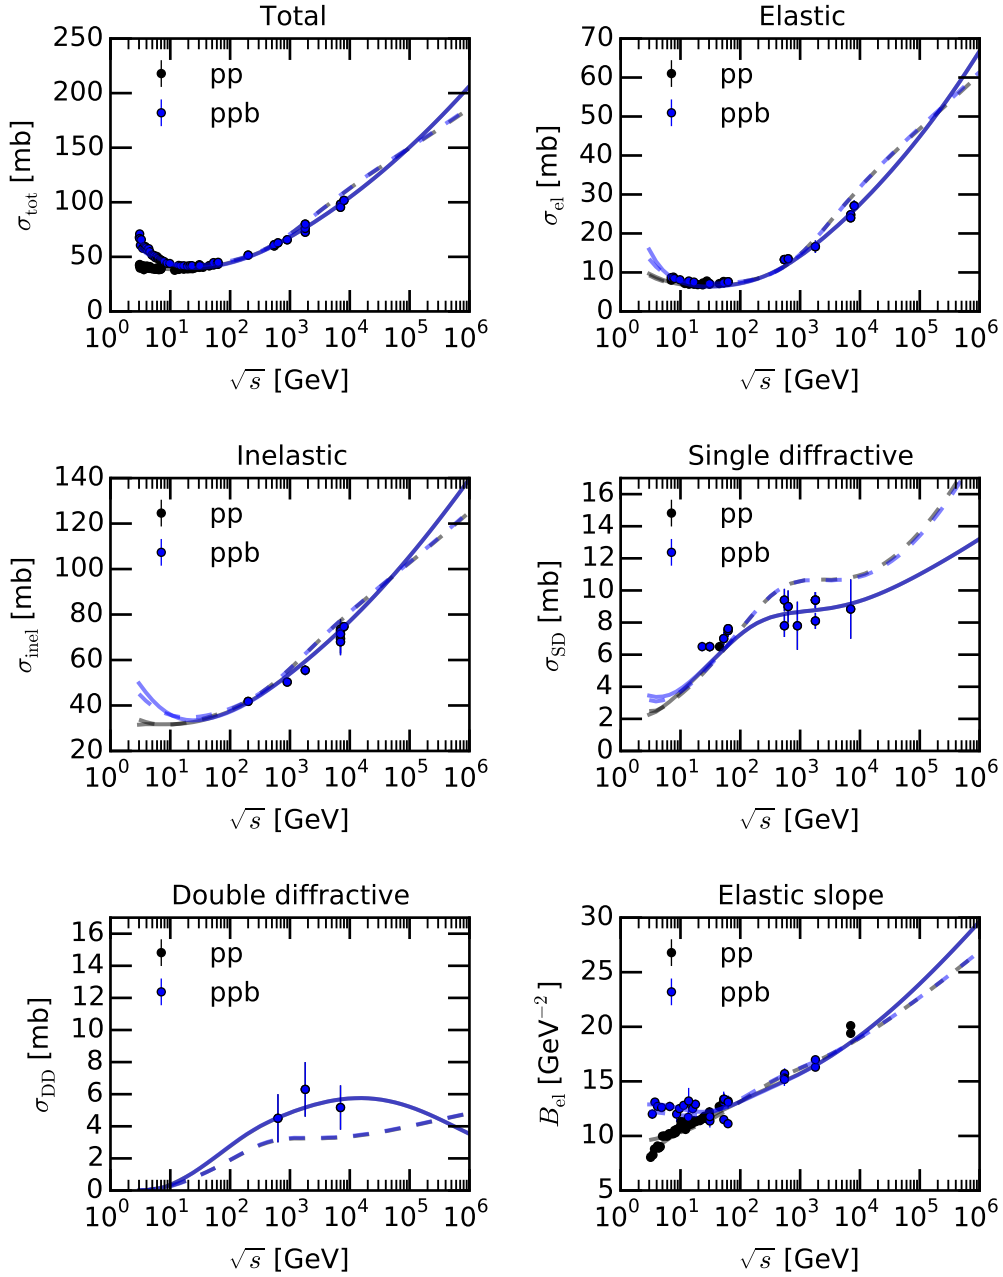 Total
250
200
150
100
50
0
σtot [mb]
pp
ppb
10^0 10^1 10^2 10^3 10^4 10^5 10^6
√s [GeV]
Elastic
70
60
50
40
30
20
10
0
σel [mb]
pp
ppb
10^0 10^1 10^2 10^3 10^4 10^5 10^6
√s [GeV]
Inelastic
140
120
100
80
60
40
20
σinel [mb]
pp
ppb
10^0 10^1 10^2 10^3 10^4 10^5 10^6
√s [GeV]
Single diffractive
16
14
12
10
8
6
4
2
0
σSD [mb]
pp
ppb
10^0 10^1 10^2 10^3 10^4 10^5 10^6
√s [GeV]
Double diffractive
16
14
12
10
8
6
4
2
0
σDD [mb]
pp
ppb
10^0 10^1 10^2 10^3 10^4 10^5 10^6
√s [GeV]
Elastic slope
30
25
20
15
10
5
Bel [GeV^−2]
pp
ppb
10^0 10^1 10^2 10^3 10^4 10^5 10^6
√s [GeV]